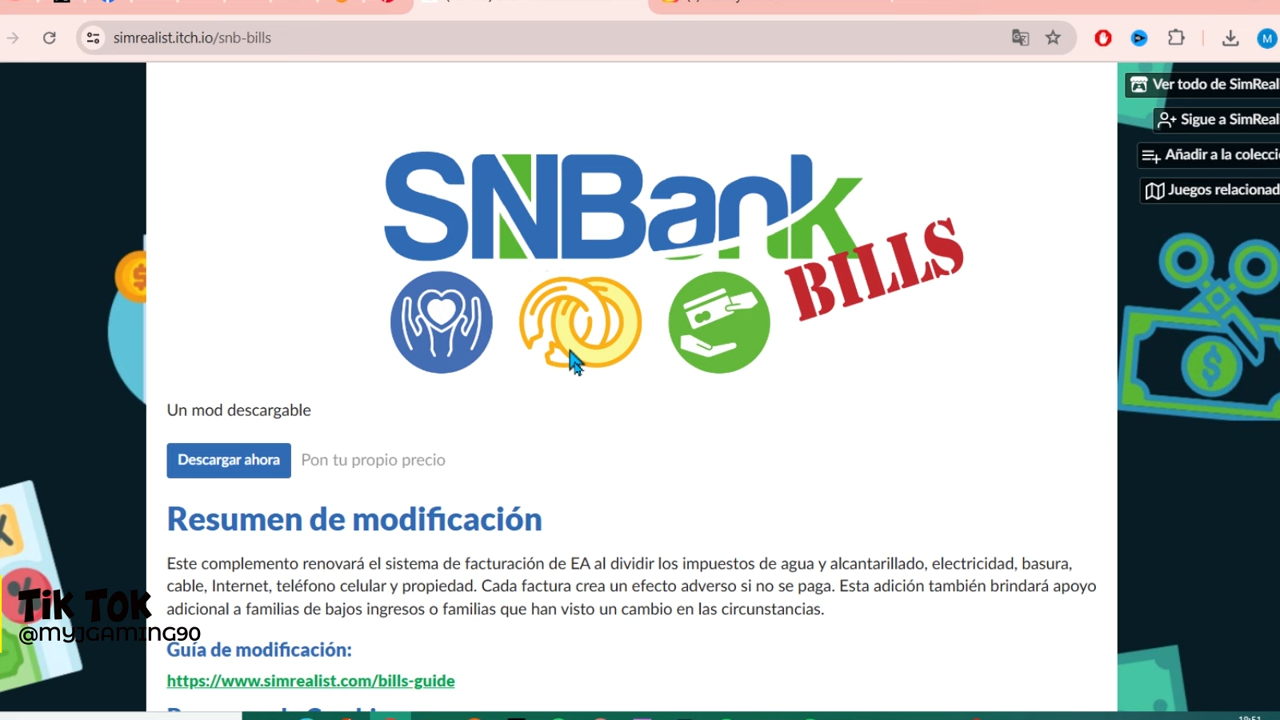 simrealist.itch.io/snb-bills
M
Ver todo de SimReal
Sigue a SimReal
Añadir a la colecci
Juegos relacionad
SNBank
BILLS
Un mod descargable
Descargar ahora Pon tu propio precio
Resumen de modificación
Este complemento renovará el sistema de facturación de EA al dividir los impuestos de agua y alcantarillado, electricidad, basura,
cable, Internet, teléfono celular y propiedad. Cada factura crea un efecto adverso si no se paga. Esta adición también brindará apoyo
adicional a familias de bajos ingresos o familias que han visto un cambio en las circunstancias.
TiK TOK
@MYJGAMING90
Guía de modificación:
https://www.simrealist.com/bills-guide